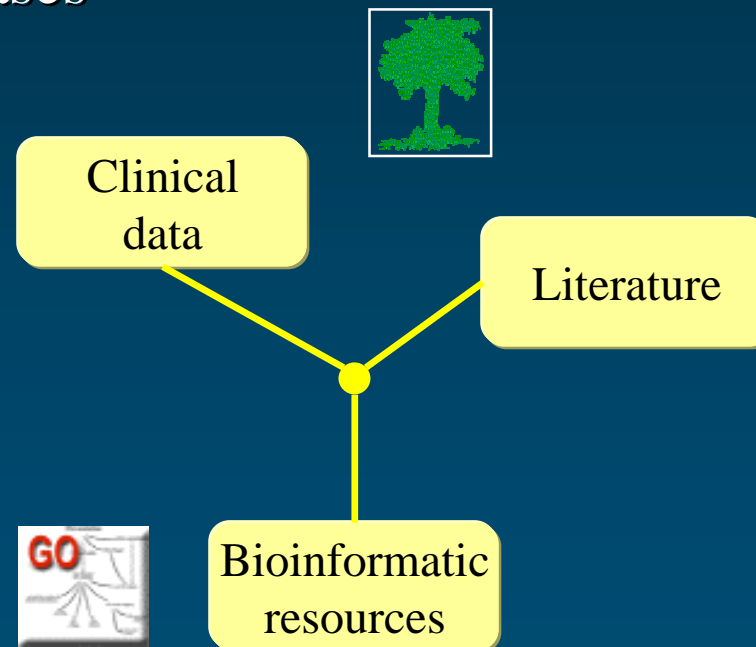 Clinical
data
Literature
GO
Bioinformatic
resources